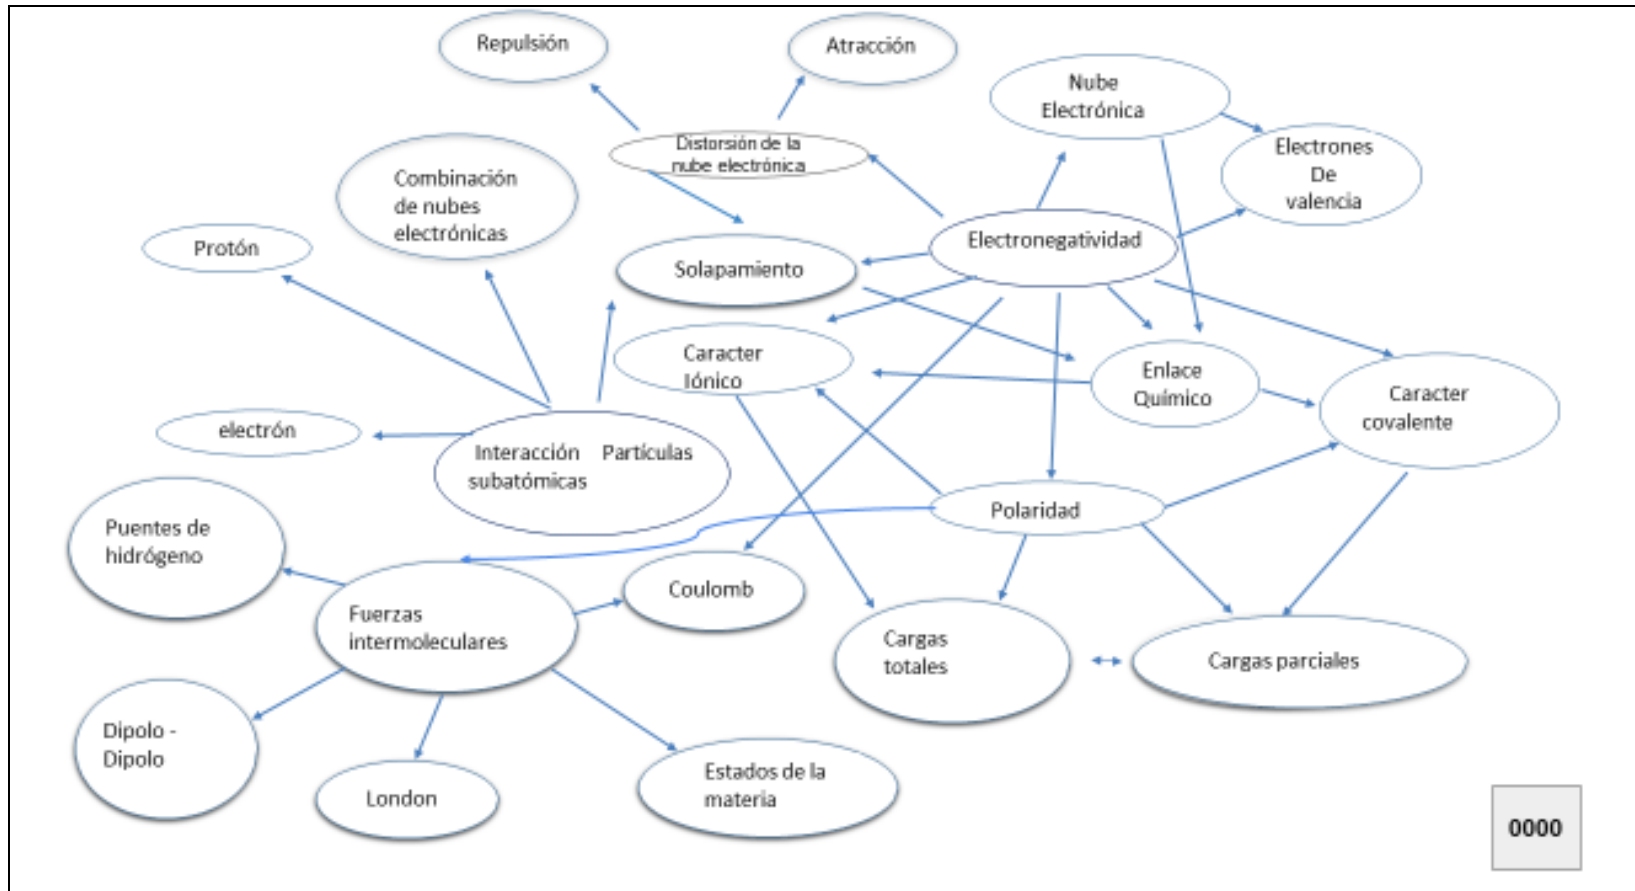 Repulsión
Atracción
Nube
Electrónica
Distorsión de la
nube electrónica
Electrones
De
valencia
Combinación
de nubes
electrónicas
Protón
Electronegatividad
Solapamiento
Caracter
Iónico
Enlace
Químico
Caracter
covalente
electrón
Interacción Partículas
subatómicas
Polaridad
Puentes de
hidrógeno
Coulomb
Fuerzas
intermoleculares
Cargas
totales
Cargas parciales
Dipolo -
Dipolo
London
Estados de la
materia
0000